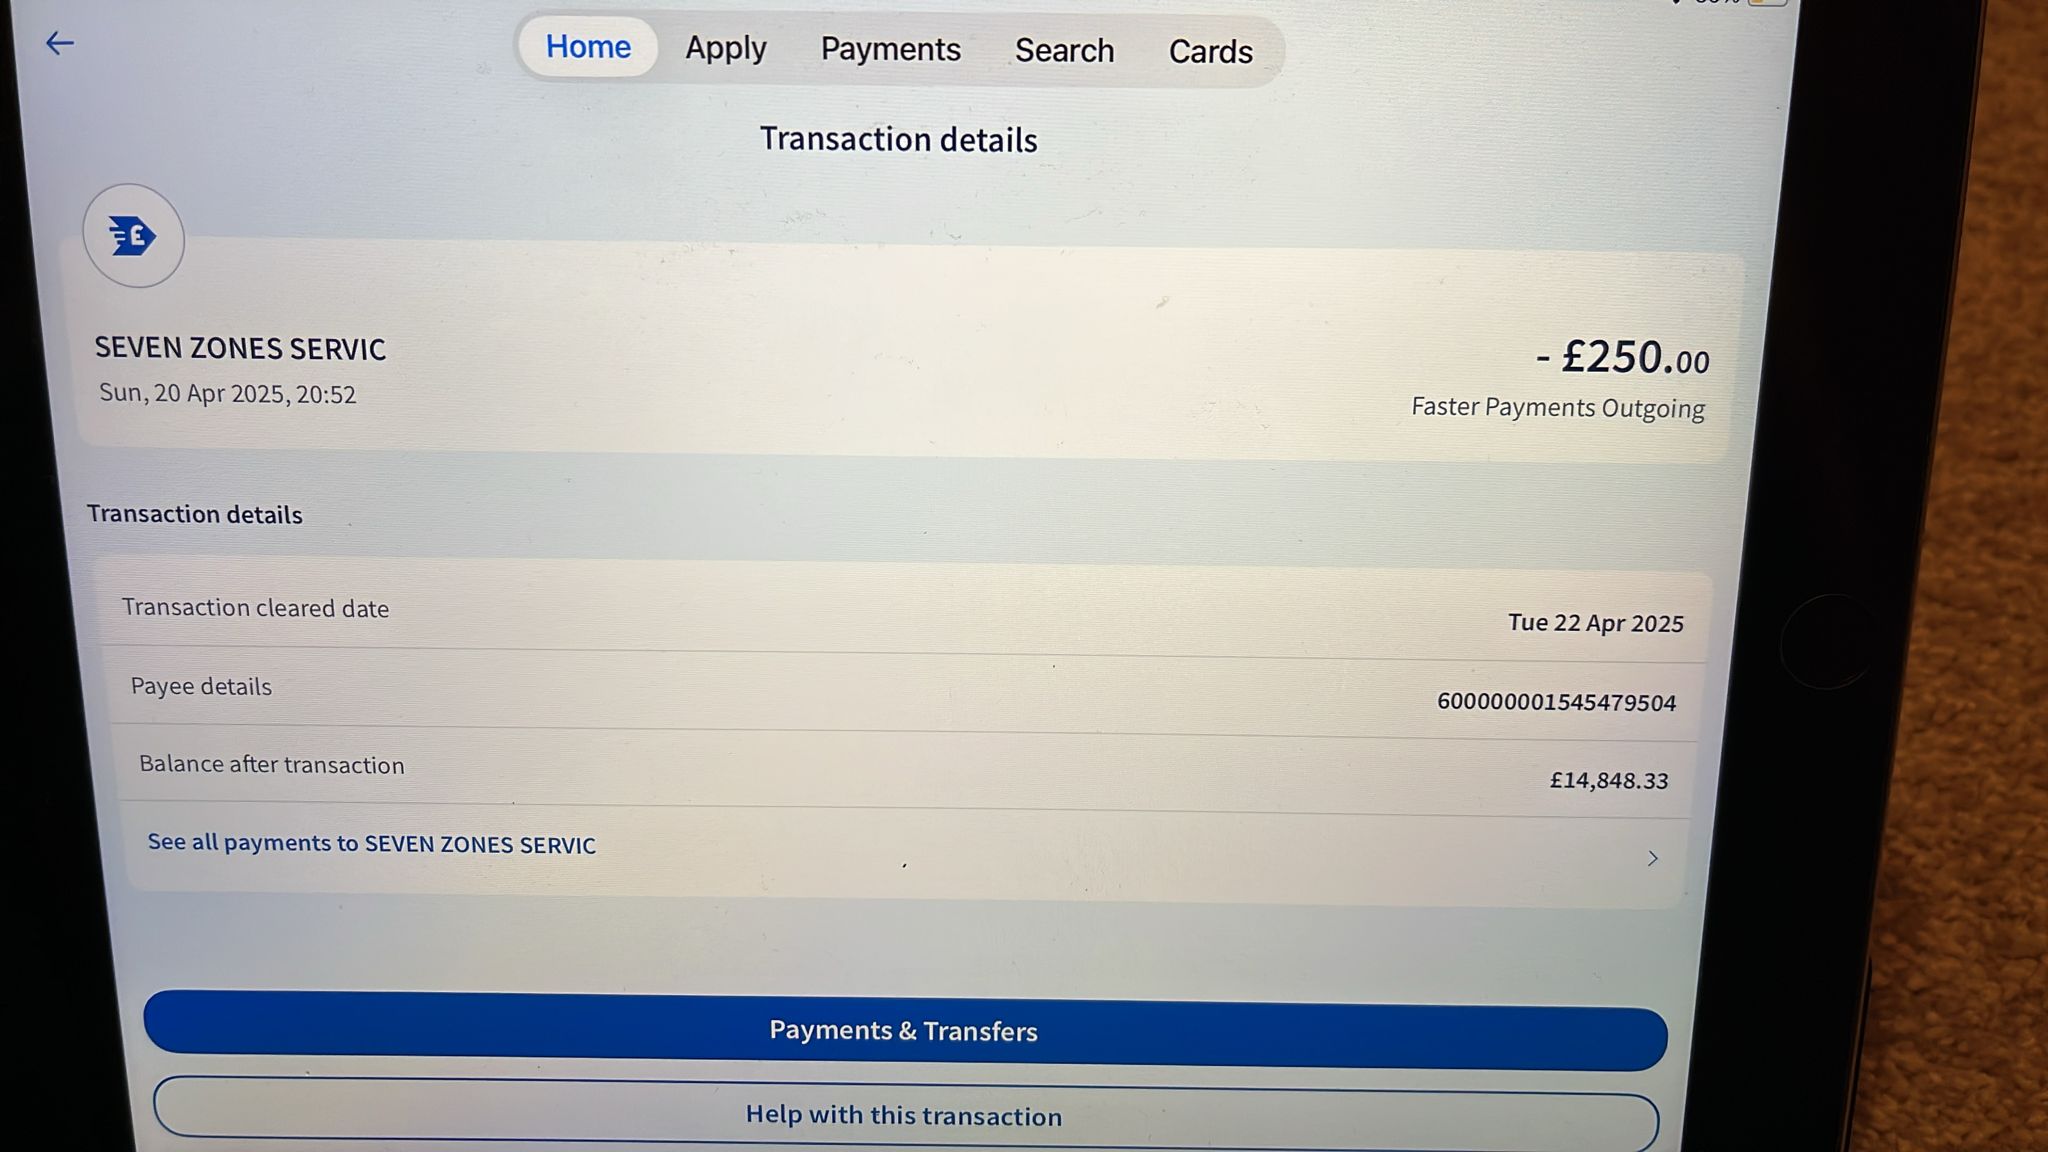 Home Apply Payments Search Cards
Transaction details
£
SEVEN ZONES SERVIC
- £250.00
Sun, 20 Apr 2025, 20:52
Faster Payments Outgoing
Transaction details
Transaction cleared date
Tue 22 Apr 2025
Payee details
600000001545479504
Balance after transaction
£14,848.33
See all payments to SEVEN ZONES SERVIC
Payments & Transfers
Help with this transaction